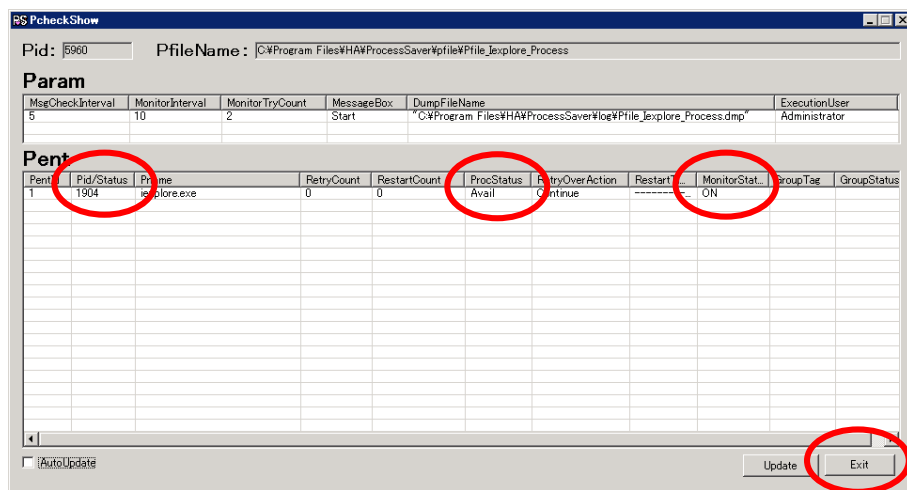 PS PcheckShow
Pid: 5960 PfileName: C:¥Program Files¥HA¥ProcessSaver¥pfile¥Pfile_Iexplore_Process
Param
MsgCheckInterval MonitorInterval MonitorTryCount MessageBox DumpFileName ExecutionUser
5 10 2 Start "C:¥Program Files¥HA¥ProcessSaver¥log¥Pfile_Iexplore_Process.dmp" Administrator
Pent
Pid/Status RetryCount RestartCount ProcStatus RestartT... MonitorStat... GroupTag GroupStatus
1 1904 iexplore.exe 0 0 Avail Continue ---------... ON
AutoUpdate Update Exit